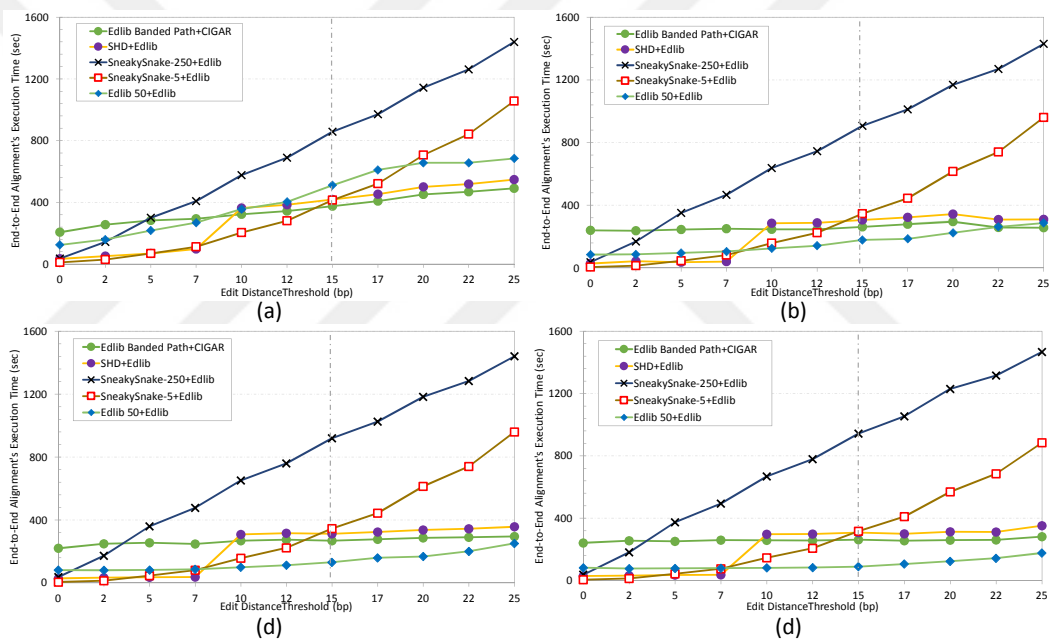 1600
1200
800
400
0
End-to-End Alignment's Execution Time (sec)
Edlib Banded Path+CIGAR
SHD+Edlib
SneakySnake-250+Edlib
SneakySnake-5+Edlib
Edlib 50+Edlib
0 2 5 7 10 12 15 17 20 22 25
Edit DistanceThreshold (bp)
(a)
1600
1200
800
400
0
End-to-End Alignment's Execution Time (sec)
Edlib Banded Path+CIGAR
SHD+Edlib
SneakySnake-250+Edlib
SneakySnake-5+Edlib
Edlib 50+Edlib
0 2 5 7 10 12 15 17 20 22 25
Edit DistanceThreshold (bp)
(b)
1600
1200
800
400
0
End-to-End Alignment's Execution Time (sec)
Edlib Banded Path+CIGAR
SHD+Edlib
SneakySnake-250+Edlib
SneakySnake-5+Edlib
Edlib 50+Edlib
0 2 5 7 10 12 15 17 20 22 25
Edit DistanceThreshold (bp)
(d)
1600
1200
800
400
0
End-to-End Alignment's Execution Time (sec)
Edlib Banded Path+CIGAR
SHD+Edlib
SneakySnake-250+Edlib
SneakySnake-5+Edlib
Edlib 50+Edlib
0 2 5 7 10 12 15 17 20 22 25
Edit DistanceThreshold (bp)
(d)